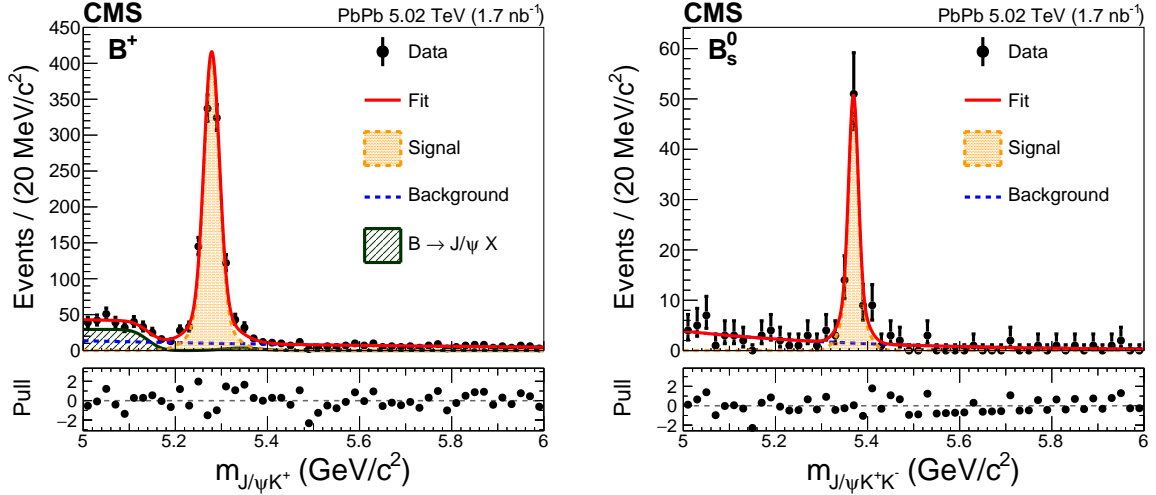 CMS PbPb 5.02 TeV (1.7 nb⁻¹)
B⁺
Data
Fit
Signal
Background
B → J/ψ X
Events / (20 MeV/c²)
450
400
350
300
250
200
150
100
50
0
Pull
2
0
−2
5 5.2 5.4 5.6 5.8 6
m_{J/ψK⁺} (GeV/c²)
CMS PbPb 5.02 TeV (1.7 nb⁻¹)
B⁰ₛ
Data
Fit
Signal
Background
Events / (20 MeV/c²)
60
50
40
30
20
10
0
Pull
2
0
−2
5 5.2 5.4 5.6 5.8 6
m_{J/ψK⁺K⁻} (GeV/c²)